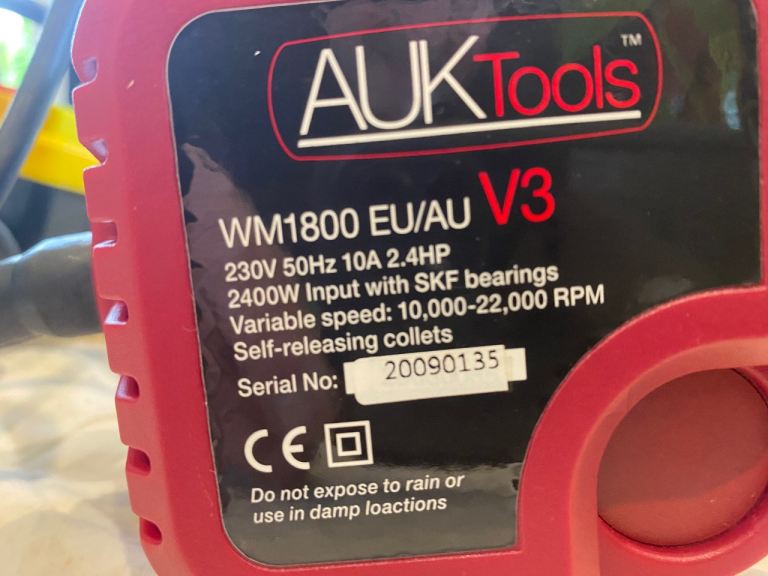 AUKTools™
WM1800 EU/AU V3
230V 50Hz 10A 2.4HP
2400W Input with SKF bearings
Variable speed: 10,000-22,000 RPM
Self-releasing collets
Serial No: 20090135
CE
Do not expose to rain or
use in damp loactions